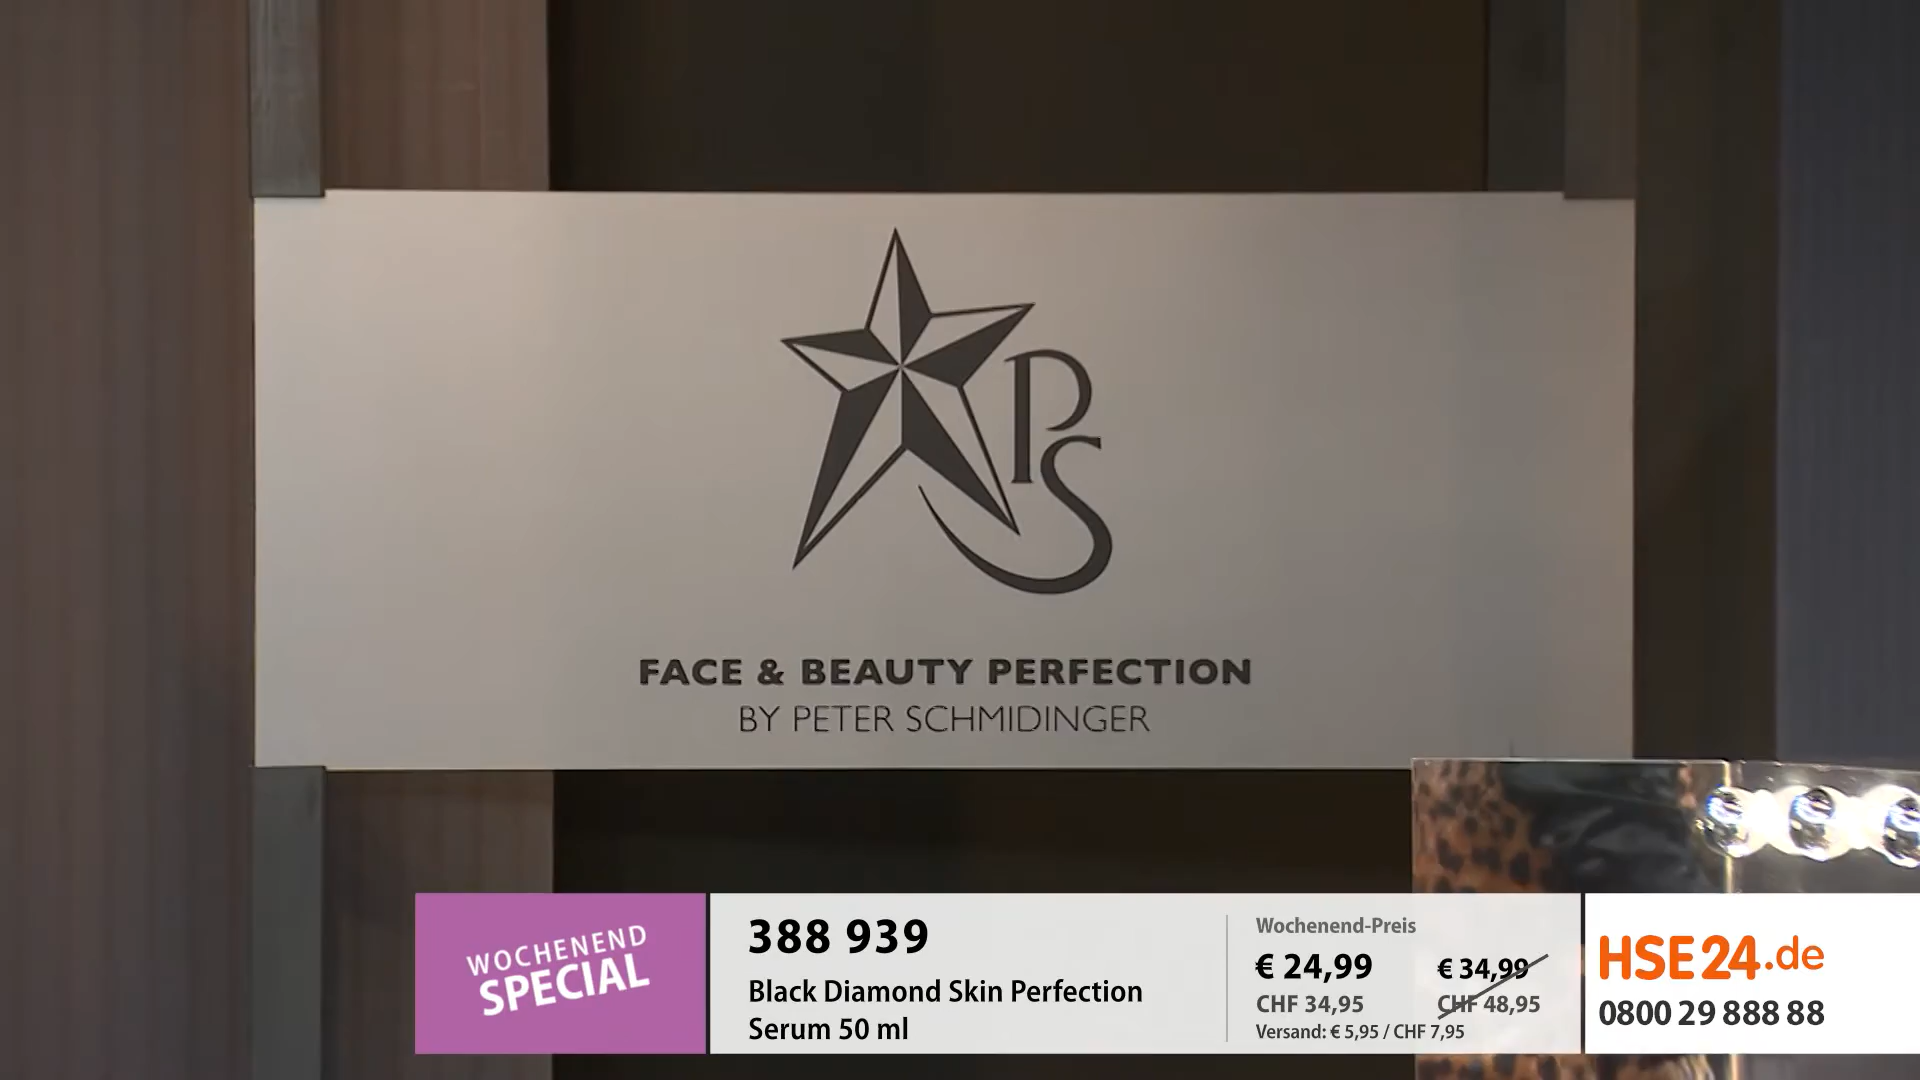 PS
FACE & BEAUTY PERFECTION
BY PETER SCHMIDINGER
WOCHENEND
SPECIAL
388 939
Black Diamond Skin Perfection
Serum 50 ml
Wochenend-Preis
€ 24,99 € 34,99
CHF 34,95 CHF 48,95
Versand: € 5,95 / CHF 7,95
HSE24.de
0800 29 888 88